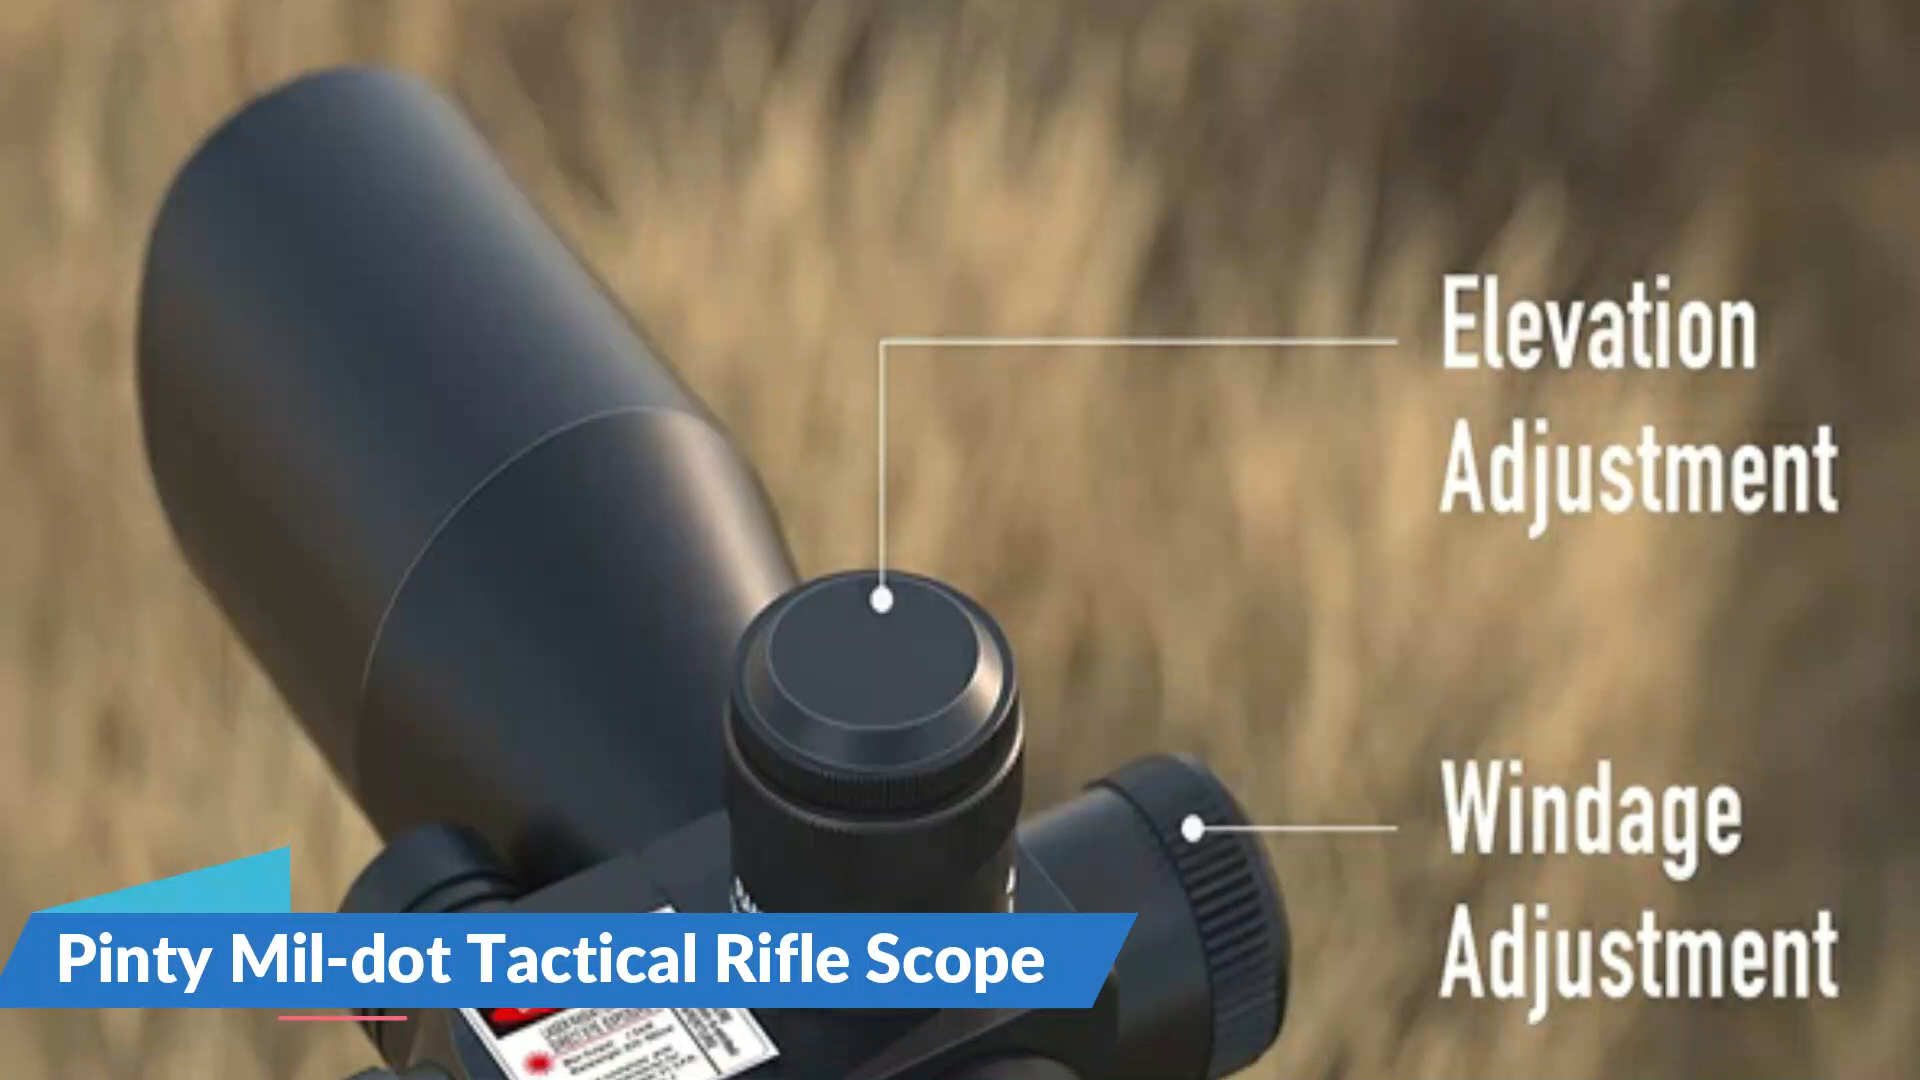 Elevation
Adjustment
Windage
Adjustment
Pinty Mil-dot Tactical Rifle Scope